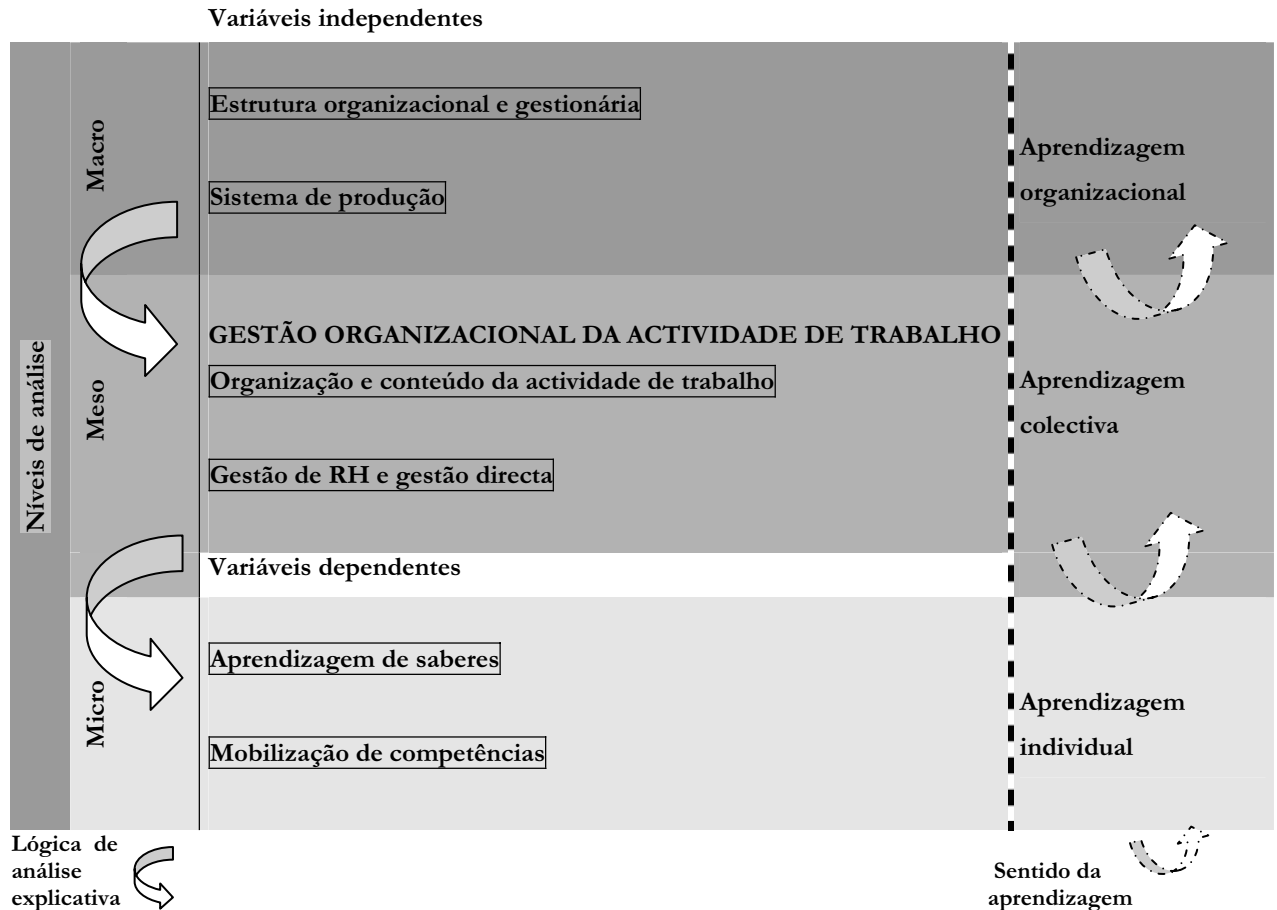 Variáveis independentes
Níveis de análise
Macro
Estrutura organizacional e gestionária
Sistema de produção
Aprendizagem
organizacional
Meso
GESTÃO ORGANIZACIONAL DA ACTIVIDADE DE TRABALHO
Organização e conteúdo da actividade de trabalho
Gestão de RH e gestão directa
Aprendizagem
colectiva
Variáveis dependentes
Micro
Aprendizagem de saberes
Mobilização de competências
Aprendizagem
individual
Lógica de
análise
explicativa
Sentido da
aprendizagem